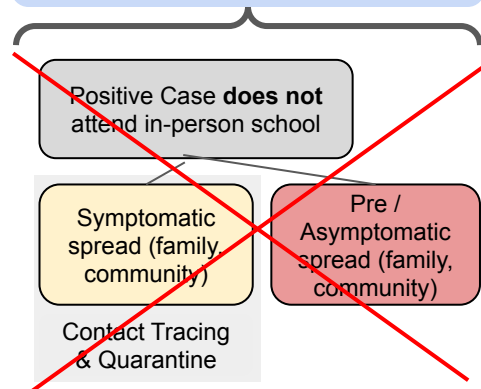 Positive Case does not
attend in-person school
Symptomatic
spread (family,
community)
Pre /
Asymptomatic
spread (family,
community)
Contact Tracing
& Quarantine